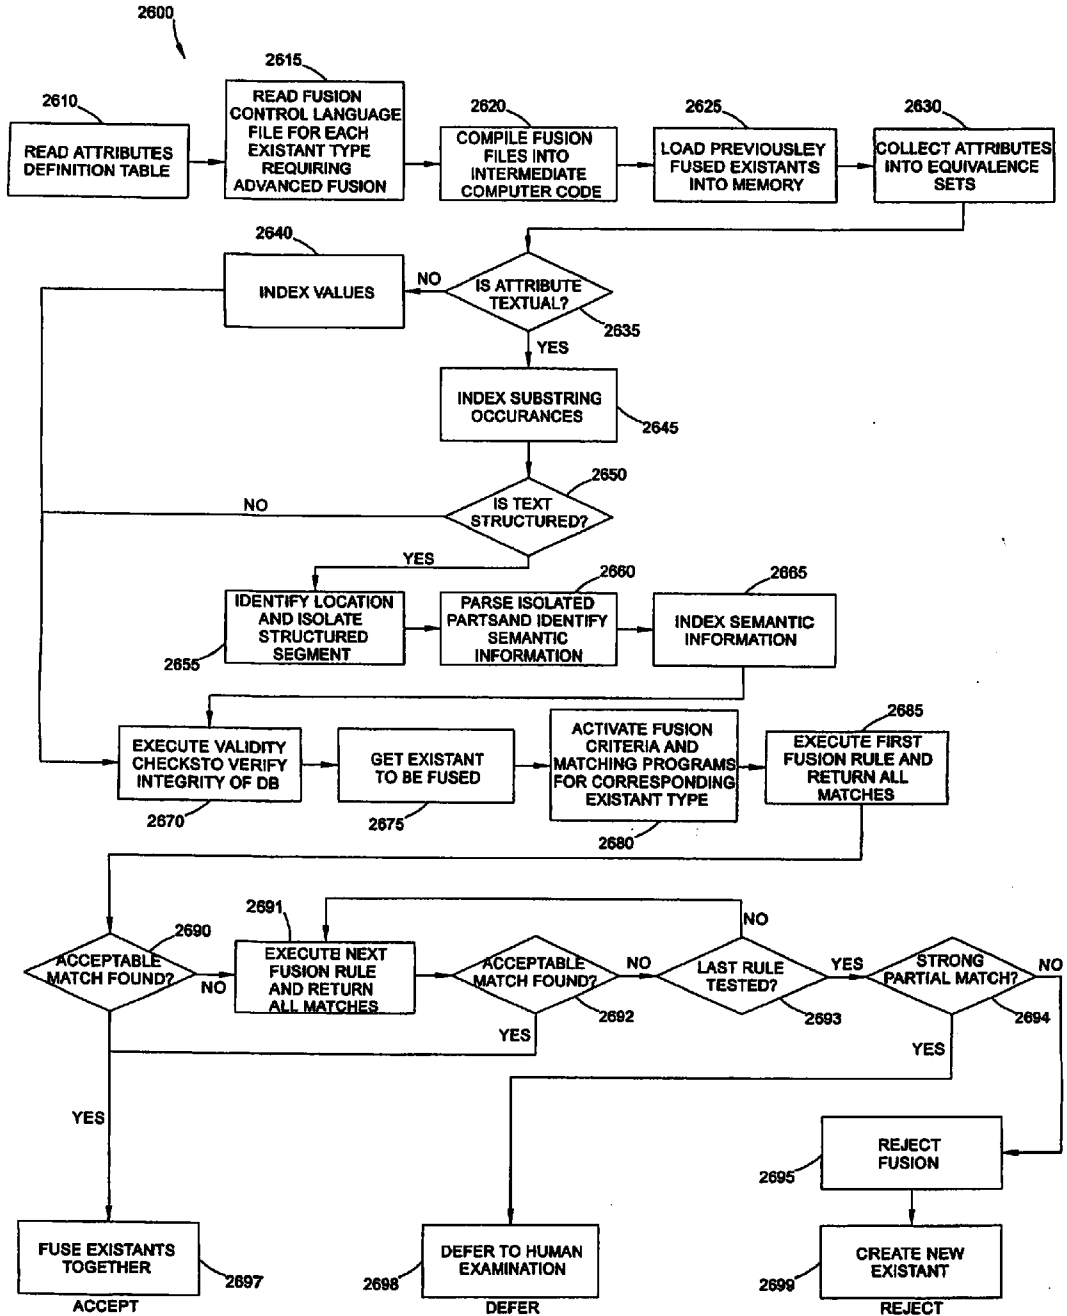 2600
2610
READ ATTRIBUTES
DEFINITION TABLE
2615
READ FUSION
CONTROL LANGUAGE
FILE FOR EACH
EXISTANT TYPE
REQUIRING
ADVANCED FUSION
2620
COMPILE FUSION
FILES INTO
INTERMEDIATE
COMPUTER CODE
2625
LOAD PREVIOUSLEY
FUSED EXISTANTS
INTO MEMORY
2630
COLLECT ATTRIBUTES
INTO EQUIVALENCE
SETS
2640
INDEX VALUES
NO
IS ATTRIBUTE
TEXTUAL?
2635
YES
INDEX SUBSTRING
OCCURANCES
2645
2650
NO
IS TEXT
STRUCTURED?
YES
IDENTIFY LOCATION
AND ISOLATE
STRUCTURED
SEGMENT
2655
2660
PARSE ISOLATED
PARTSAND IDENTIFY
SEMANTIC
INFORMATION
2665
INDEX SEMANTIC
INFORMATION
EXECUTE VALIDITY
CHECKSTO VERIFY
INTEGRITY OF DB
2670
GET EXISTANT
TO BE FUSED
2675
ACTIVATE FUSION
CRITERIA AND
MATCHING PROGRAMS
FOR CORRESPONDING
EXISTANT TYPE
2680
2685
EXECUTE FIRST
FUSION RULE AND
RETURN ALL
MATCHES
2690
ACCEPTABLE
MATCH FOUND?
NO
2691
EXECUTE NEXT
FUSION RULE
AND RETURN
ALL MATCHES
ACCEPTABLE
MATCH FOUND?
2692
NO
YES
NO
LAST RULE
TESTED?
2693
YES
STRONG
PARTIAL MATCH?
2694
NO
YES
YES
REJECT
FUSION
2695
FUSE EXISTANTS
TOGETHER
2697
ACCEPT
DEFER TO HUMAN
EXAMINATION
2698
DEFER
CREATE NEW
EXISTANT
2699
REJECT